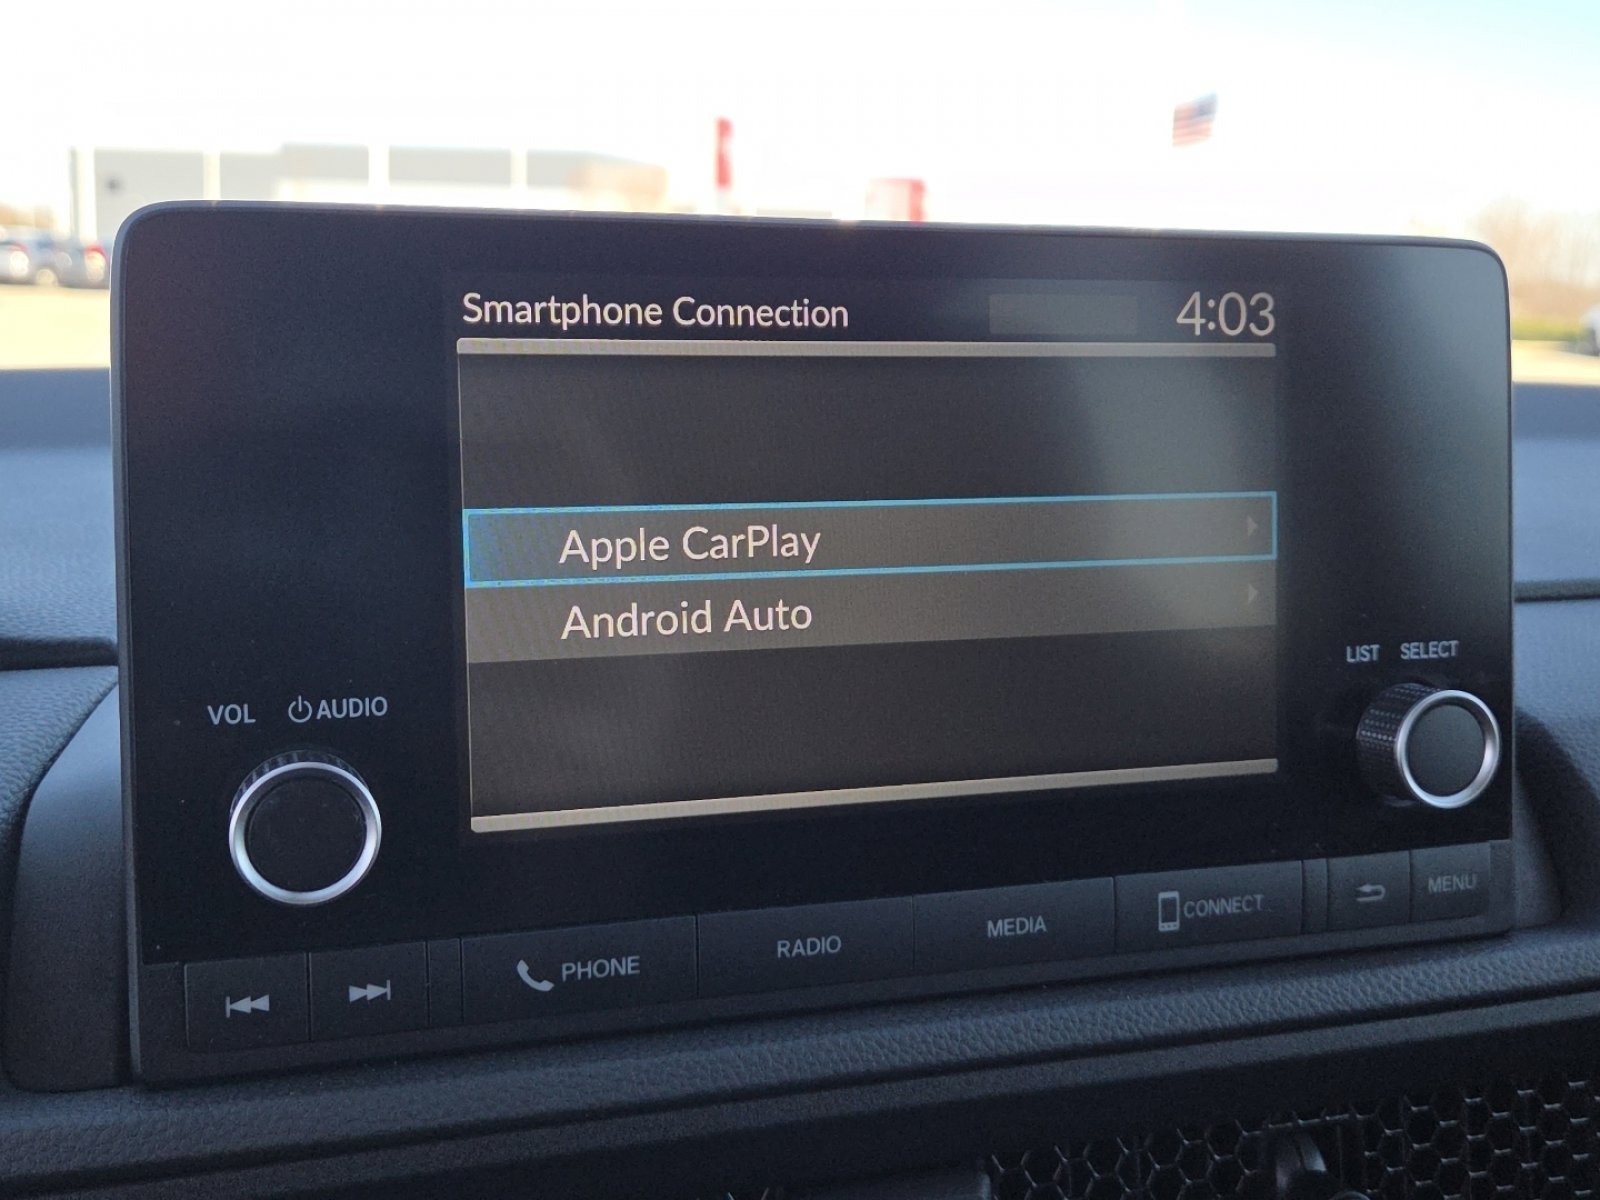 Smartphone Connection 4:03
Apple CarPlay
Android Auto
LIST SELECT
VOL AUDIO
PHONE RADIO MEDIA CONNECT MENU